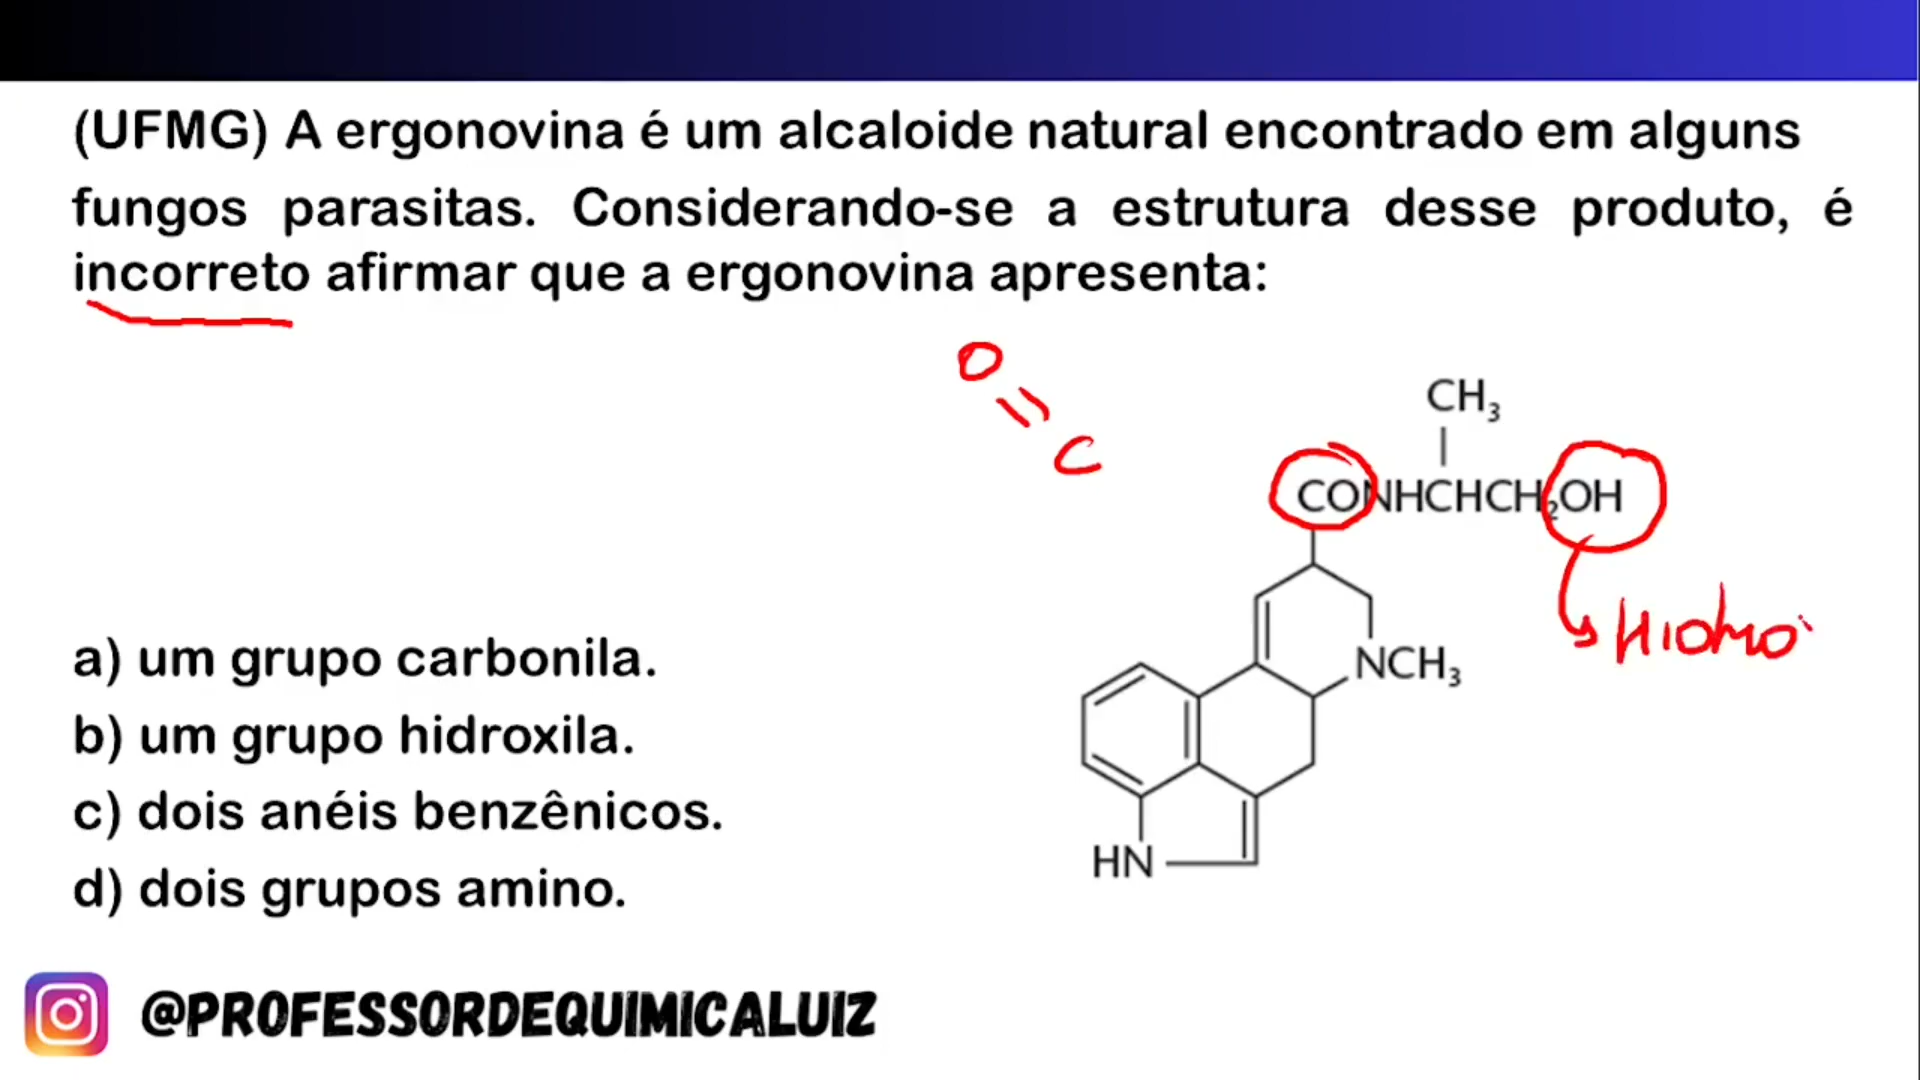 (UFMG) A ergonovina é um alcaloide natural encontrado em alguns
fungos parasitas. Considerando-se a estrutura desse produto, é
incorreto afirmar que a ergonovina apresenta:
O
C
CH₃
CONHCHCH₂OH
Hidro
NCH₃
HN
a) um grupo carbonila.
b) um grupo hidroxila.
c) dois anéis benzênicos.
d) dois grupos amino.
@PROFESSORDEQUIMICALUIZ